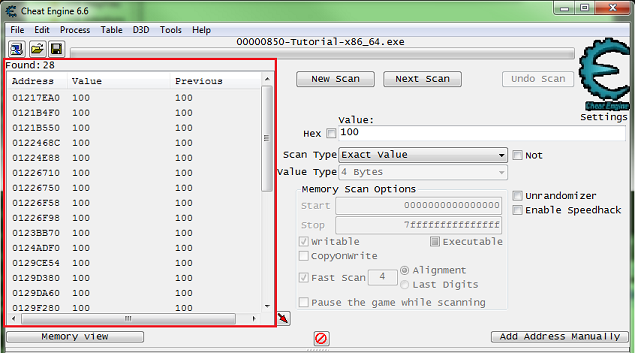 Cheat Engine 6.6
File Edit Process Table D3D Tools Help
00000850-Tutorial-x86_64.exe
Found:28
Address Value Previous
01217EA0 100 100
0121B4F0 100 100
0121B550 100 100
0122468C 100 100
01224E88 100 100
01226710 100 100
01226750 100 100
01226F58 100 100
01226F98 100 100
0123BB70 100 100
0124ADF0 100 100
0129CE54 100 100
0129D380 100 100
0129DA60 100 100
0129F280 100 100
New Scan Next Scan Undo Scan
Cheat Engine
Settings
Value:
Hex 100
Scan Type Exact Value Not
Value Type 4 Bytes
Memory Scan Options
Start 0000000000000000
Stop 7fffffffffffffff
Writable Executable
CopyOnWrite
Fast Scan 4 Alignment
Last Digits
Pause the game while scanning
Unrandomizer
Enable Speedhack
Memory view Add Address Manually